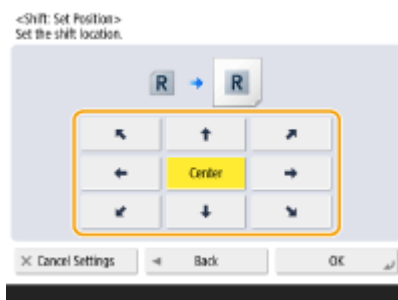 <Shift: Set Position>
Set the shift location.
R R
Center
Cancel Settings Back OK